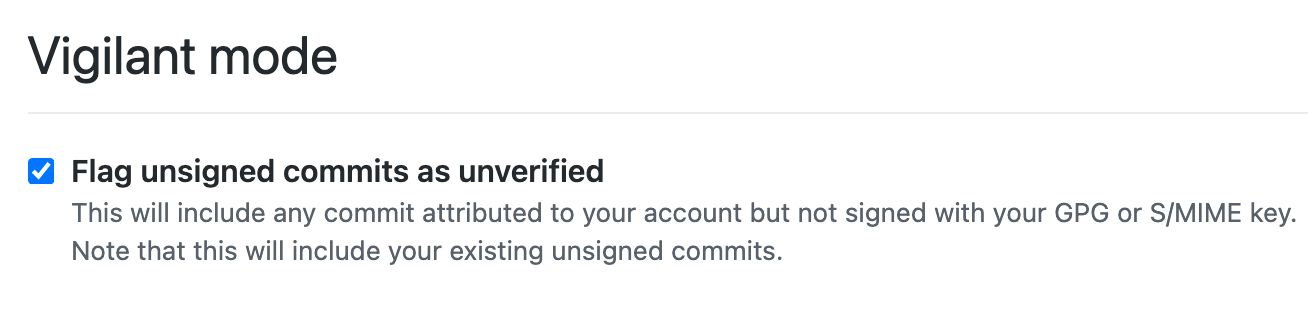 Vigilant mode
Flag unsigned commits as unverified
This will include any commit attributed to your account but not signed with your GPG or S/MIME key.
Note that this will include your existing unsigned commits.